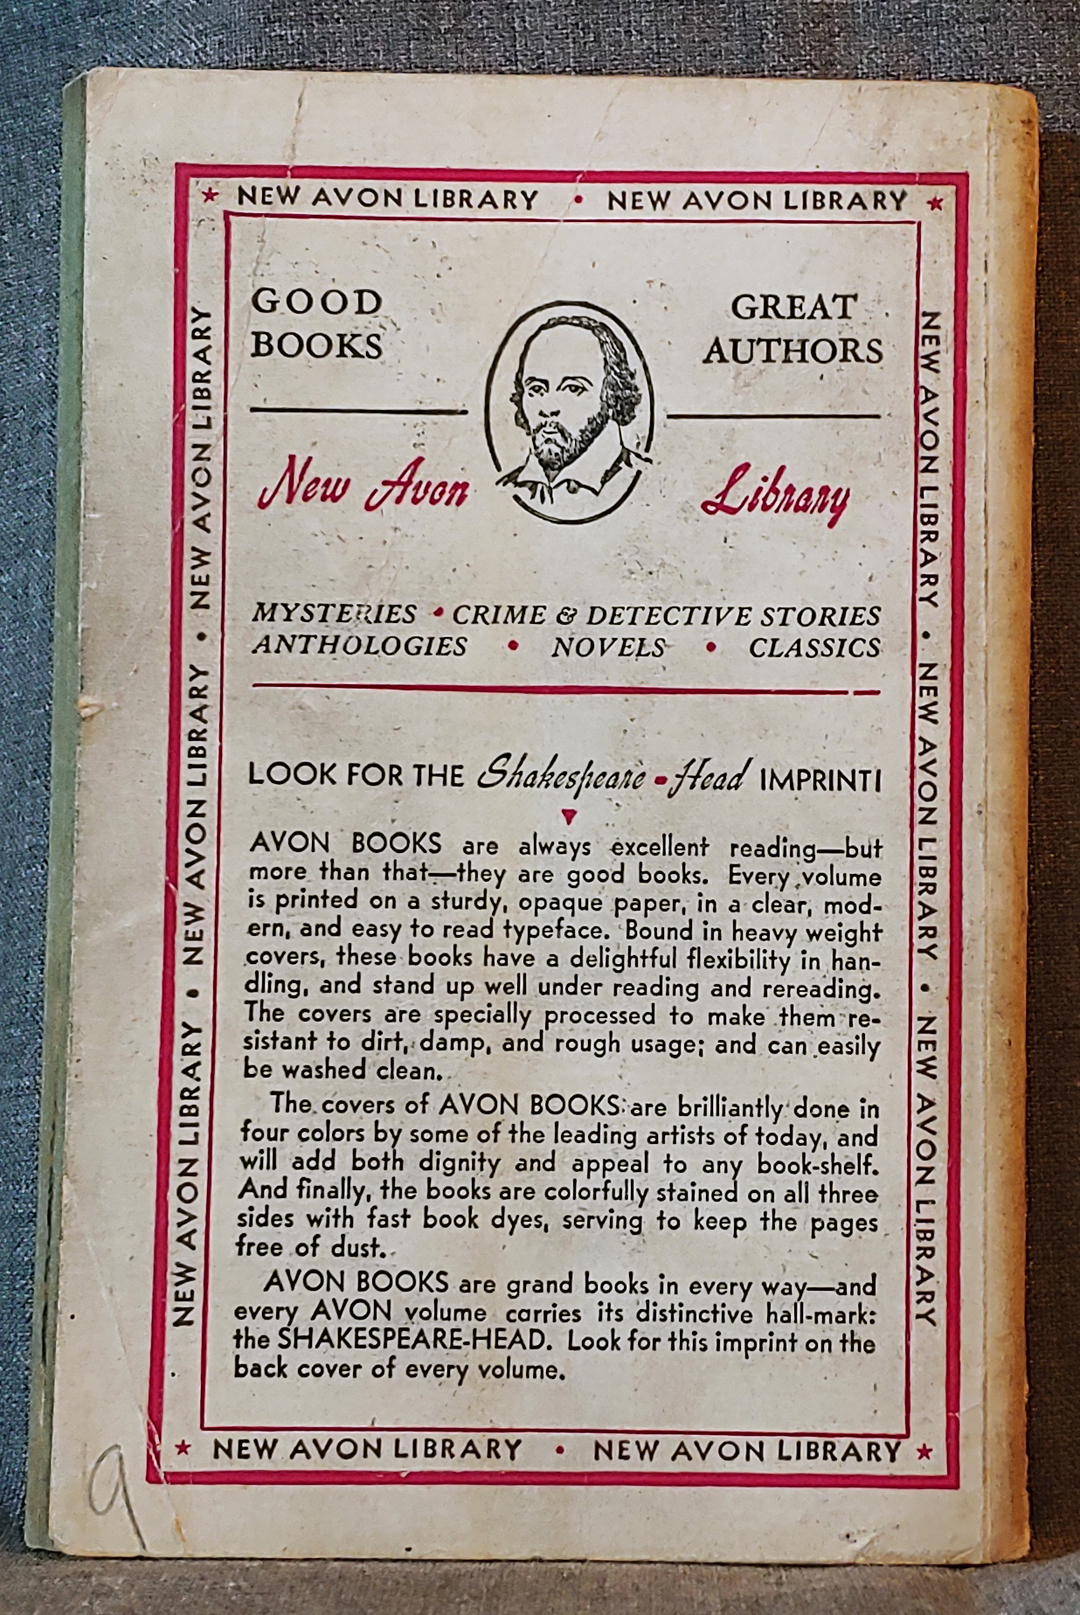 ★ NEW AVON LIBRARY • NEW AVON LIBRARY ★
NEW AVON LIBRARY • NEW AVON LIBRARY • NEW AVON LIBRARY
GOOD
BOOKS
GREAT
AUTHORS
New Avon Library
MYSTERIES • CRIME & DETECTIVE STORIES
ANTHOLOGIES • NOVELS • CLASSICS
LOOK FOR THE Shakespeare-Head IMPRINT!
AVON BOOKS are always excellent reading—but
more than that—they are good books. Every volume
is printed on a sturdy, opaque paper, in a clear, mod-
ern, and easy to read typeface. Bound in heavy weight
covers, these books have a delightful flexibility in han-
dling, and stand up well under reading and rereading.
The covers are specially processed to make them re-
sistant to dirt, damp, and rough usage; and can easily
be washed clean.
The covers of AVON BOOKS are brilliantly done in
four colors by some of the leading artists of today, and
will add both dignity and appeal to any book-shelf.
And finally, the books are colorfully stained on all three
sides with fast book dyes, serving to keep the pages
free of dust.
AVON BOOKS are grand books in every way—and
every AVON volume carries its distinctive hall-mark:
the SHAKESPEARE-HEAD. Look for this imprint on the
back cover of every volume.
NEW AVON LIBRARY • NEW AVON LIBRARY • NEW AVON LIBRARY
★ NEW AVON LIBRARY • NEW AVON LIBRARY ★
9